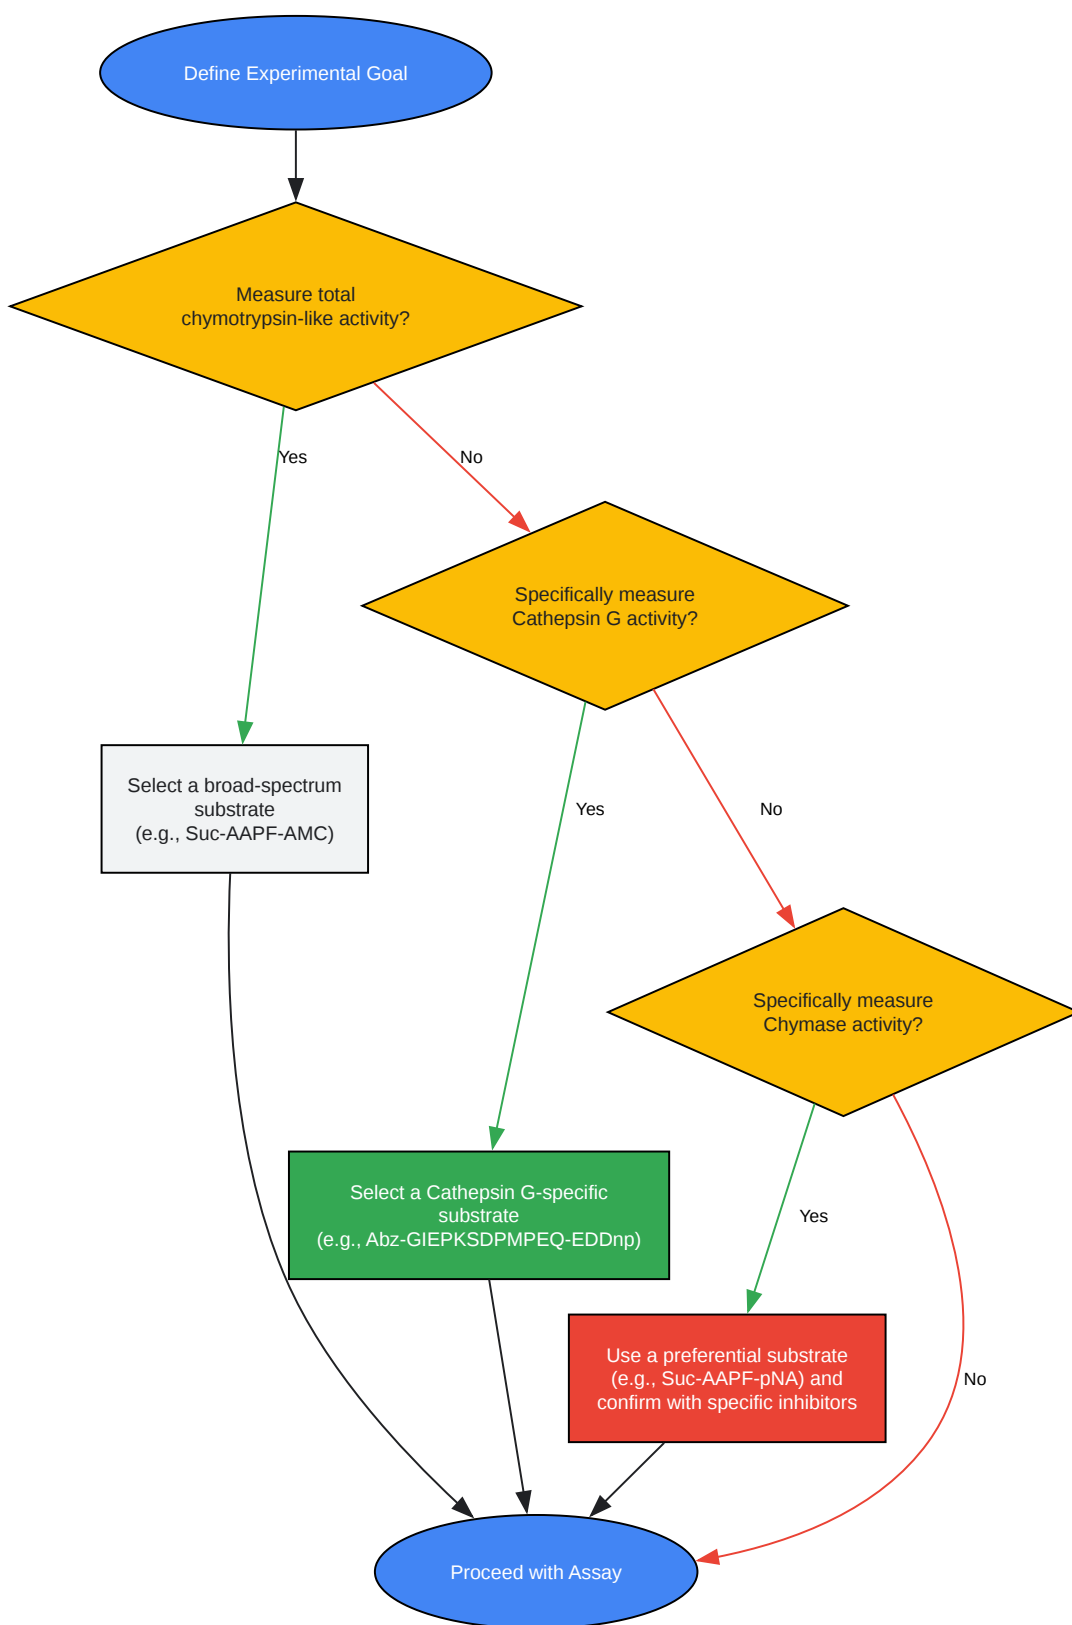 Define Experimental Goal
Measure total
chymotrypsin-like activity?
Yes
No
Specifically measure
Cathepsin G activity?
Select a broad-spectrum
substrate
(e.g., Suc-AAPF-AMC)
Yes
No
Specifically measure
Chymase activity?
Select a Cathepsin G-specific
substrate
(e.g., Abz-GIEPKSDPMPEQ-EDDnp)
Yes
Use a preferential substrate
(e.g., Suc-AAPF-pNA) and
confirm with specific inhibitors
No
Proceed with Assay